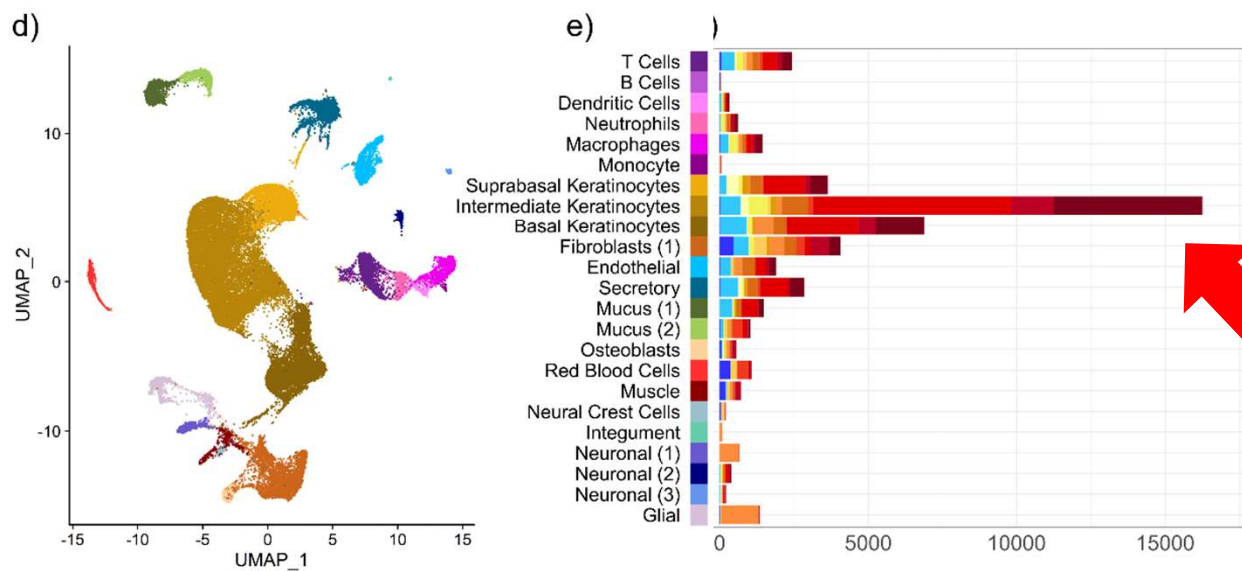 d)
e)
)
10
0
-10
UMAP_2
-15
-10
-5
0
5
10
15
UMAP_1
T Cells
B Cells
Dendritic Cells
Neutrophils
Macrophages
Monocyte
Suprabasal Keratinocytes
Intermediate Keratinocytes
Basal Keratinocytes
Fibroblasts (1)
Endothelial
Secretory
Mucus (1)
Mucus (2)
Osteoblasts
Red Blood Cells
Muscle
Neural Crest Cells
Integument
Neuronal (1)
Neuronal (2)
Neuronal (3)
Glial
0
5000
10000
15000